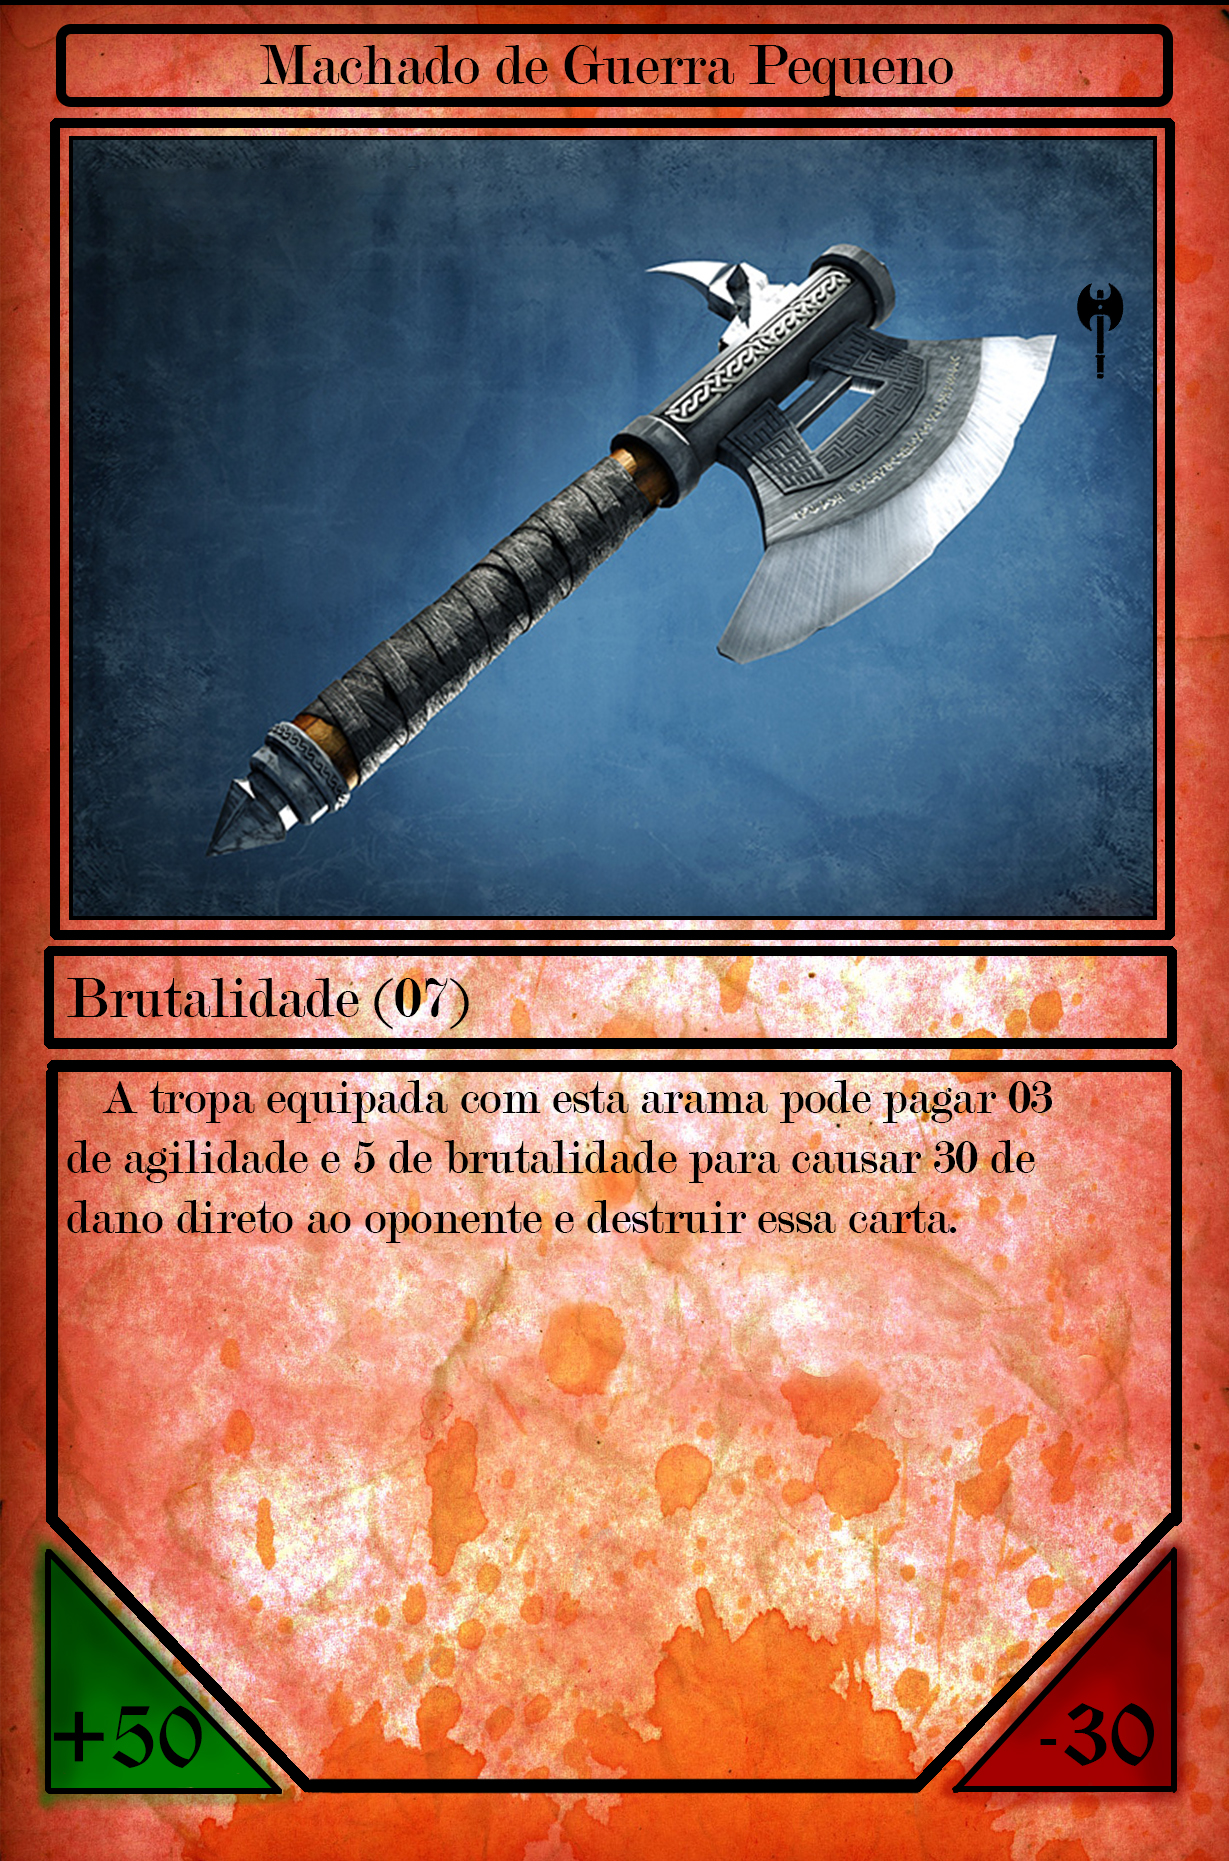 Machado de Guerra Pequeno
Brutalidade (07)
A tropa equipada com esta arama pode pagar 03
de agilidade e 5 de brutalidade para causar 30 de
dano direto ao oponente e destruir essa carta.
+50
-30